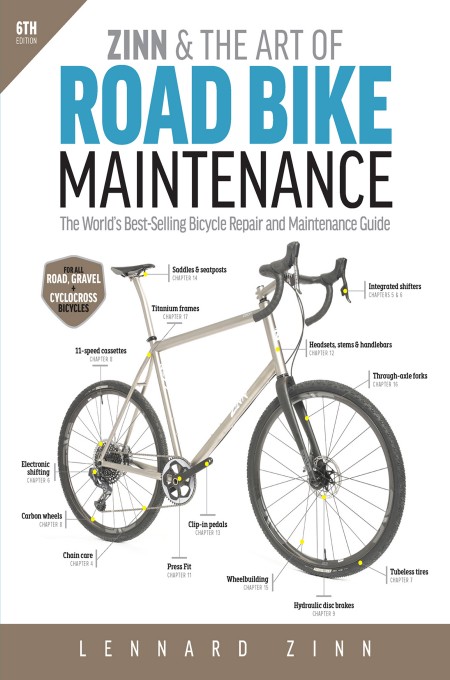 6TH
EDITION
ZINN & THE ART OF
ROAD BIKE
MAINTENANCE
The World's Best-Selling Bicycle Repair and Maintenance Guide
FOR ALL
ROAD, GRAVEL
+
CYCLOCROSS
BICYCLES
Saddles & seatposts
CHAPTER 14
Integrated shifters
CHAPTERS 5 & 6
Titanium frames
CHAPTER 17
Headsets, stems & handlebars
CHAPTER 12
11-speed cassettes
CHAPTER 8
Through-axle forks
CHAPTER 16
Electronic
shifting
CHAPTER 6
Carbon wheels
CHAPTER 8
Clip-in pedals
CHAPTER 13
Chain care
CHAPTER 4
Press Fit
CHAPTER 11
Wheelbuilding
CHAPTER 15
Tubeless tires
CHAPTER 7
Hydraulic disc brakes
CHAPTER 9
ZINN
LENNARD ZINN